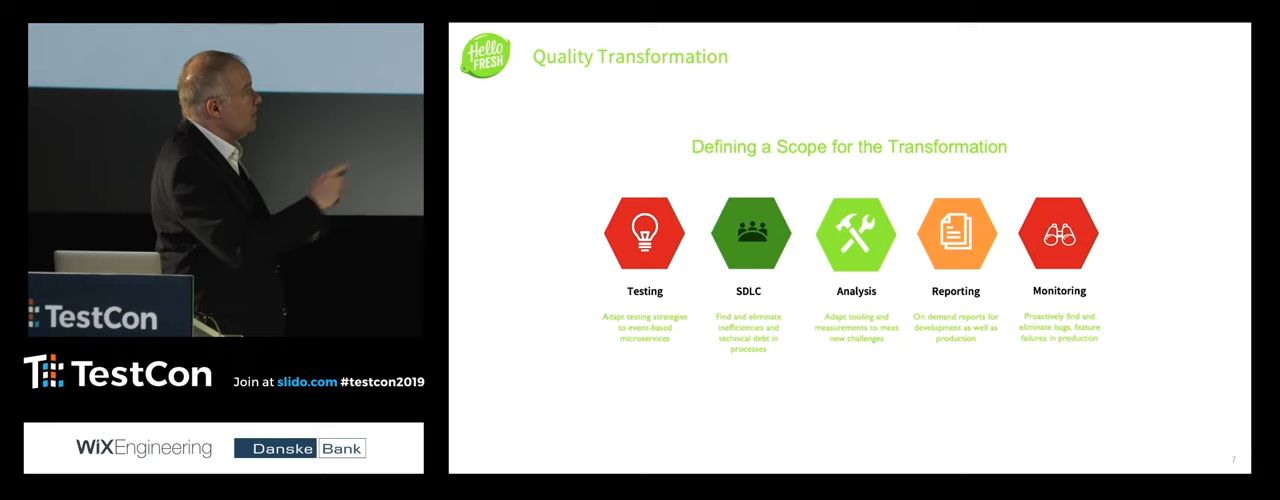 TestCon
TestCon
Join at slido.com #testcon2019
WiXEngineering
Danske Bank
Hello
FRESH
Quality Transformation
Defining a Scope for the Transformation
Testing
Adapt testing strategies
to event-based
microservices
SDLC
Find and eliminate
inefficiencies and
technical debt in
processes
Analysis
Adapt tooling and
measurements to meet
new challenges
Reporting
On demand reports for
development as well as
production
Monitoring
Proactively find and
eliminate bugs, feature
failures in production
7